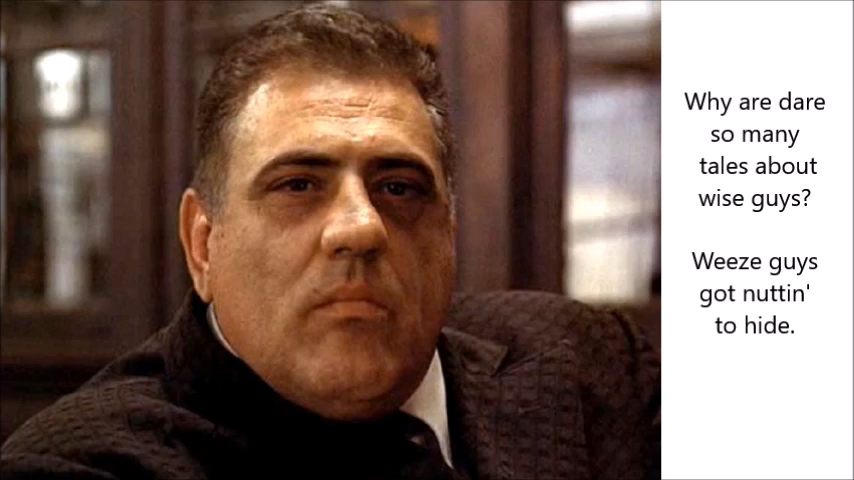 Why are dare
so many
tales about
wise guys?
Weeze guys
got nuttin'
to hide.